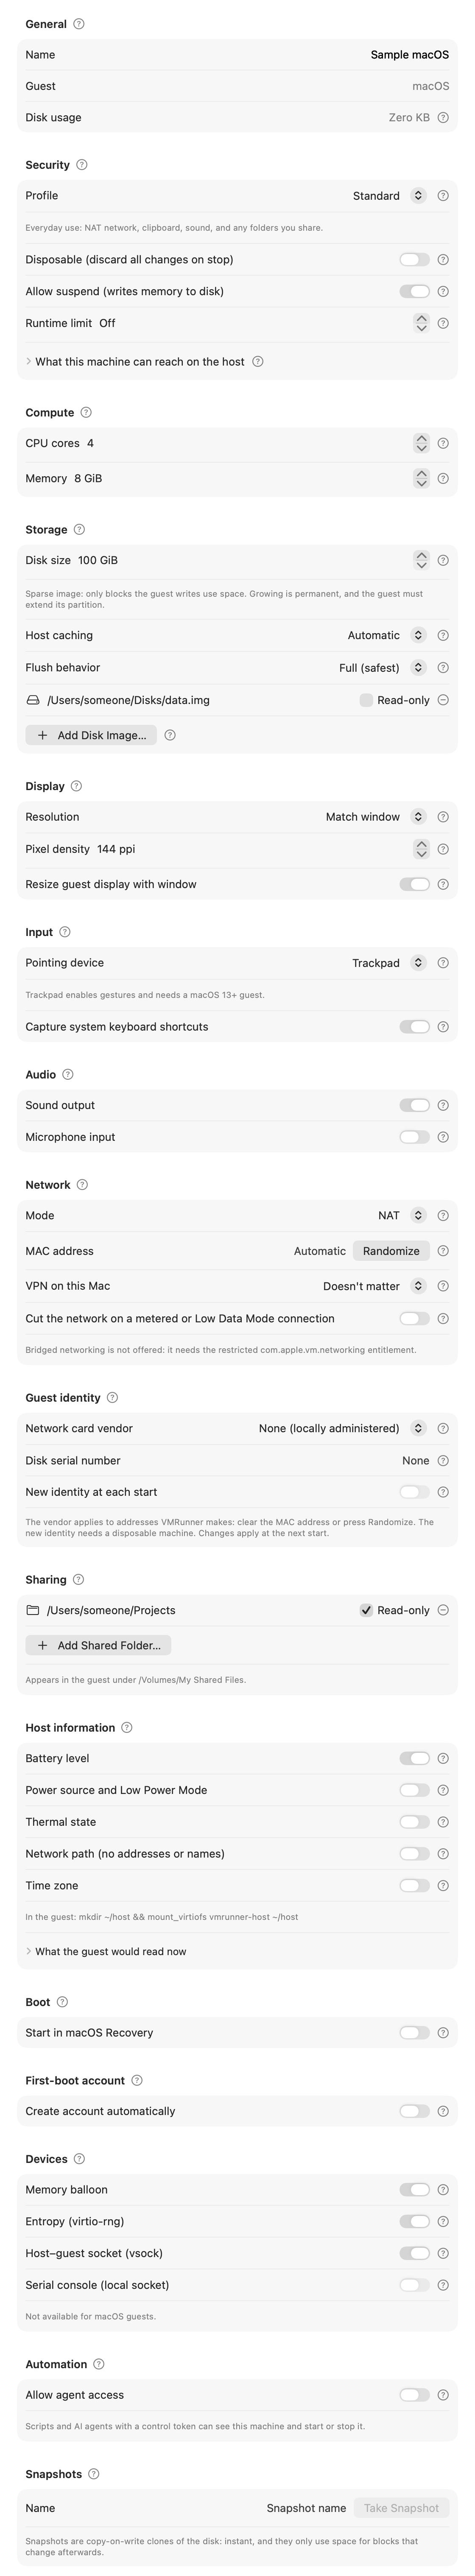 General ?
Name Sample macOS
Guest macOS
Disk usage Zero KB ?
Security ?
Profile Standard ?
Everyday use: NAT network, clipboard, sound, and any folders you share.
Disposable (discard all changes on stop) ?
Allow suspend (writes memory to disk) ?
Runtime limit Off ?
What this machine can reach on the host ?
Compute ?
CPU cores 4 ?
Memory 8 GiB ?
Storage ?
Disk size 100 GiB ?
Sparse image: only blocks the guest writes use space. Growing is permanent, and the guest must
extend its partition.
Host caching Automatic ?
Flush behavior Full (safest) ?
/Users/someone/Disks/data.img Read-only
+ Add Disk Image... ?
Display ?
Resolution Match window ?
Pixel density 144 ppi ?
Resize guest display with window ?
Input ?
Pointing device Trackpad ?
Trackpad enables gestures and needs a macOS 13+ guest.
Capture system keyboard shortcuts ?
Audio ?
Sound output ?
Microphone input ?
Network ?
Mode NAT ?
MAC address Automatic Randomize ?
VPN on this Mac Doesn't matter ?
Cut the network on a metered or Low Data Mode connection ?
Bridged networking is not offered: it needs the restricted com.apple.vm.networking entitlement.
Guest identity ?
Network card vendor None (locally administered) ?
Disk serial number None ?
New identity at each start ?
The vendor applies to addresses VMRunner makes: clear the MAC address or press Randomize. The
new identity needs a disposable machine. Changes apply at the next start.
Sharing ?
/Users/someone/Projects Read-only
+ Add Shared Folder... ?
Appears in the guest under /Volumes/My Shared Files.
Host information ?
Battery level ?
Power source and Low Power Mode ?
Thermal state ?
Network path (no addresses or names) ?
Time zone ?
In the guest: mkdir ~/host && mount_virtiofs vmrunner-host ~/host
What the guest would read now
Boot ?
Start in macOS Recovery ?
First-boot account ?
Create account automatically ?
Devices ?
Memory balloon ?
Entropy (virtio-rng) ?
Host–guest socket (vsock) ?
Serial console (local socket) ?
Not available for macOS guests.
Automation ?
Allow agent access ?
Scripts and AI agents with a control token can see this machine and start or stop it.
Snapshots ?
Name Snapshot name Take Snapshot
Snapshots are copy-on-write clones of the disk: instant, and they only use space for blocks that
change afterwards.